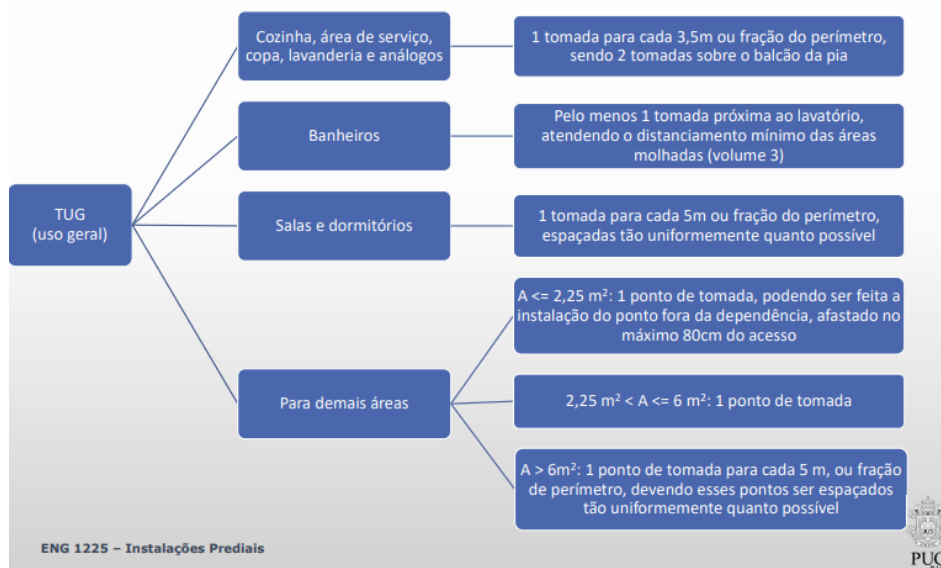 Cozinha, área de serviço,
copa, lavanderia e análogos
1 tomada para cada 3,5m ou fração do perímetro,
sendo 2 tomadas sobre o balcão da pia
Banheiros
Pelo menos 1 tomada próxima ao lavatório,
atendendo o distanciamento mínimo das áreas
molhadas (volume 3)
TUG
(uso geral)
Salas e dormitórios
1 tomada para cada 5m ou fração do perímetro,
espaçadas tão uniformemente quanto possível
A <= 2,25 m²: 1 ponto de tomada, podendo ser feita a
instalação do ponto fora da dependência, afastado no
máximo 80cm do acesso
Para demais áreas
2,25 m² < A <= 6 m²: 1 ponto de tomada
A > 6m²: 1 ponto de tomada para cada 5 m, ou fração
de perímetro, devendo esses pontos ser espaçados
tão uniformemente quanto possível
ENG 1225 – Instalações Prediais
PUC